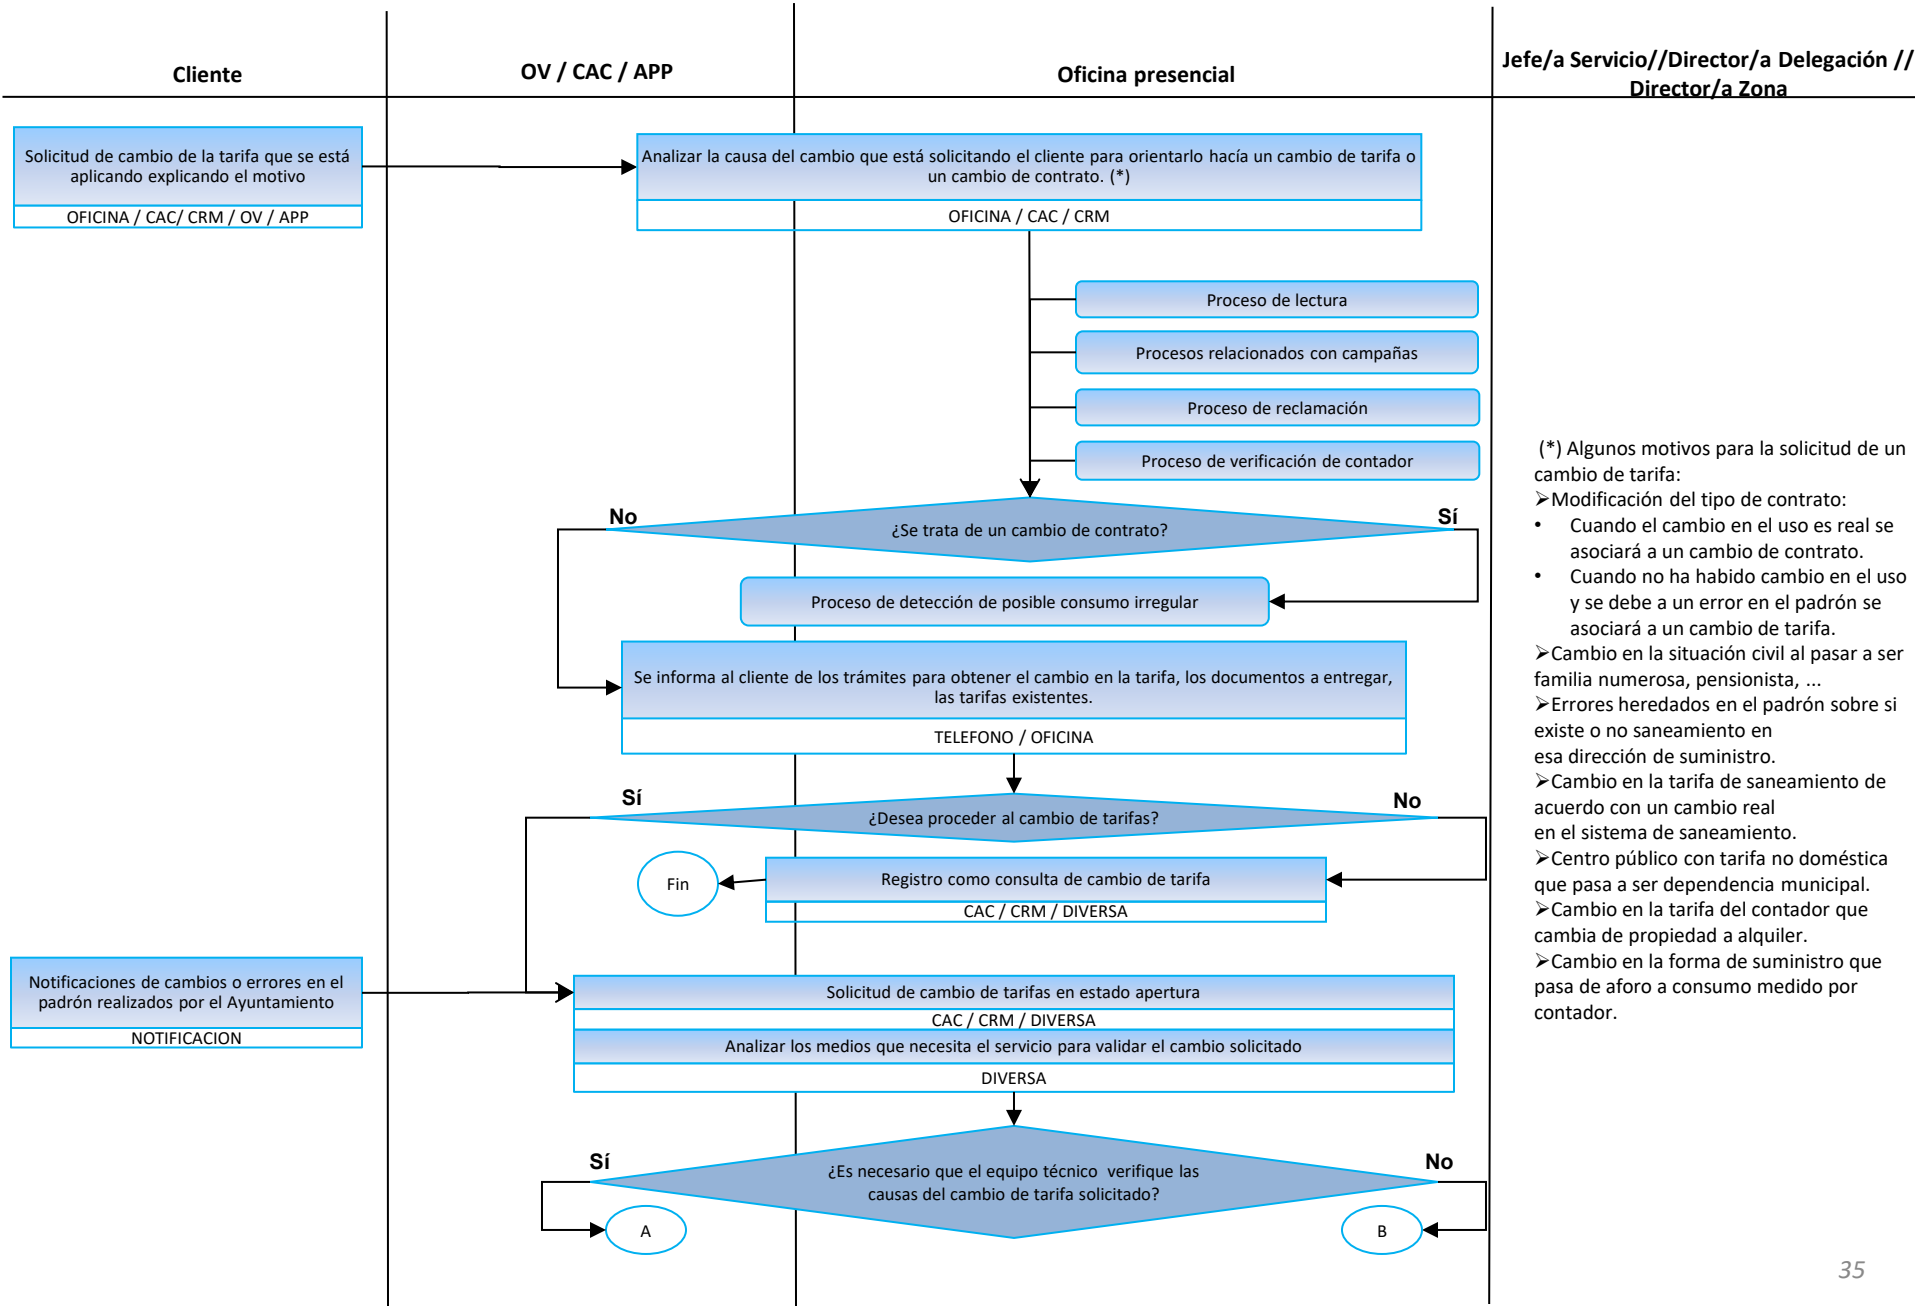 Cliente
OV / CAC / APP
Oficina presencial
Jefe/a Servicio//Director/a Delegación //
Director/a Zona
Solicitud de cambio de la tarifa que se está
aplicando explicando el motivo
OFICINA / CAC/ CRM / OV / APP
Analizar la causa del cambio que está solicitando el cliente para orientarlo hacía un cambio de tarifa o
un cambio de contrato. (*)
OFICINA / CAC / CRM
Proceso de lectura
Procesos relacionados con campañas
Proceso de reclamación
Proceso de verificación de contador
No
¿Se trata de un cambio de contrato?
Sí
Proceso de detección de posible consumo irregular
Se informa al cliente de los trámites para obtener el cambio en la tarifa, los documentos a entregar,
las tarifas existentes.
TELEFONO / OFICINA
Sí
¿Desea proceder al cambio de tarifas?
No
Fin
Registro como consulta de cambio de tarifa
CAC / CRM / DIVERSA
Notificaciones de cambios o errores en el
padrón realizados por el Ayuntamiento
NOTIFICACION
Solicitud de cambio de tarifas en estado apertura
CAC / CRM / DIVERSA
Analizar los medios que necesita el servicio para validar el cambio solicitado
DIVERSA
Sí
¿Es necesario que el equipo técnico verifique las
causas del cambio de tarifa solicitado?
No
A
B
(*) Algunos motivos para la solicitud de un
cambio de tarifa:
➢Modificación del tipo de contrato:
• Cuando el cambio en el uso es real se
asociará a un cambio de contrato.
• Cuando no ha habido cambio en el uso
y se debe a un error en el padrón se
asociará a un cambio de tarifa.
➢Cambio en la situación civil al pasar a ser
familia numerosa, pensionista, ...
➢Errores heredados en el padrón sobre si
existe o no saneamiento en
esa dirección de suministro.
➢Cambio en la tarifa de saneamiento de
acuerdo con un cambio real
en el sistema de saneamiento.
➢Centro público con tarifa no doméstica
que pasa a ser dependencia municipal.
➢Cambio en la tarifa del contador que
cambia de propiedad a alquiler.
➢Cambio en la forma de suministro que
pasa de aforo a consumo medido por
contador.
35